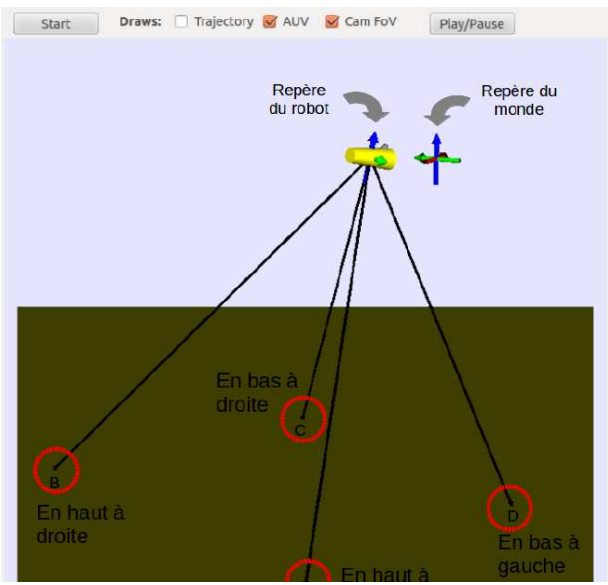 Start Draws: Trajectory AUV Cam FoV Play/Pause
Repère
du robot
Repère du
monde
En bas à
droite
C
B
En haut à
droite
D
En bas à
gauche
En haut à